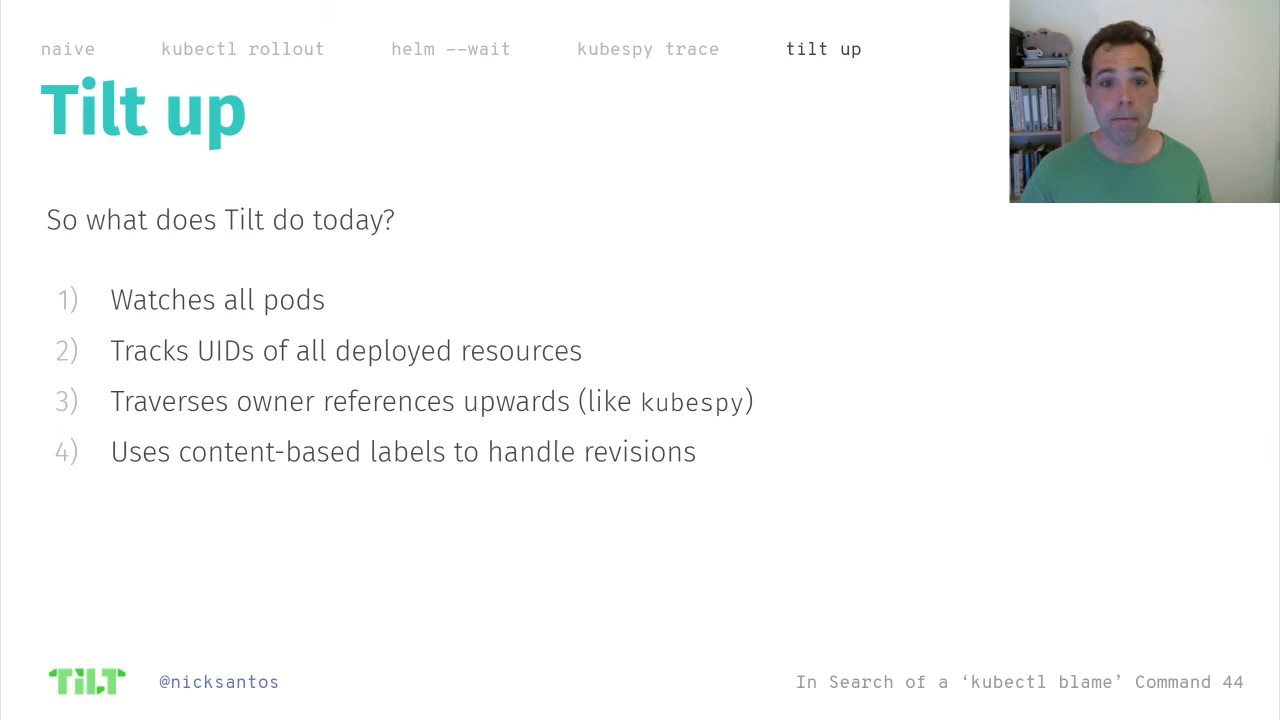 naive kubectl rollout helm --wait kubespy trace tilt up
Tilt up
So what does Tilt do today?
1) Watches all pods
2) Tracks UIDs of all deployed resources
3) Traverses owner references upwards (like kubespy)
4) Uses content-based labels to handle revisions
TILT @nicksantos In Search of a ‘kubectl blame’ Command 44